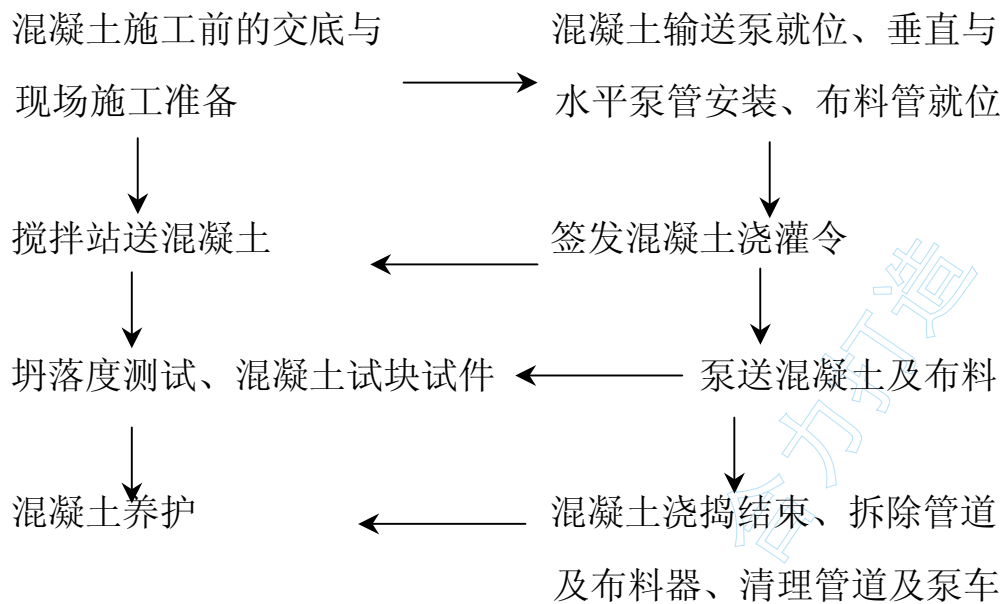 混凝土施工前的交底与
现场施工准备
混凝土输送泵就位、垂直与
水平泵管安装、布料管就位
搅拌站送混凝土
签发混凝土浇灌令
坍落度测试、混凝土试块试件
泵送混凝土及布料
混凝土养护
混凝土浇捣结束、拆除管道
及布料器、清理管道及泵车
合力打造